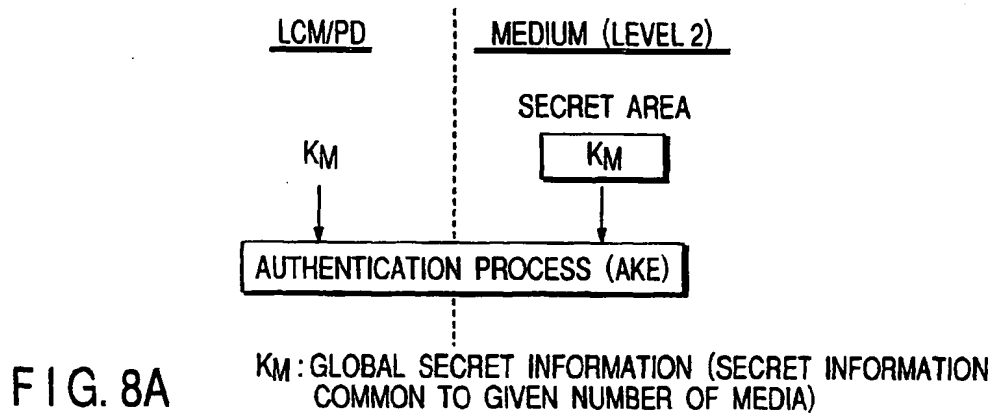 LCM/PD
MEDIUM (LEVEL 2)
SECRET AREA
KM
KM
AUTHENTICATION PROCESS (AKE)
FIG. 8A
KM: GLOBAL SECRET INFORMATION (SECRET INFORMATION
COMMON TO GIVEN NUMBER OF MEDIA)